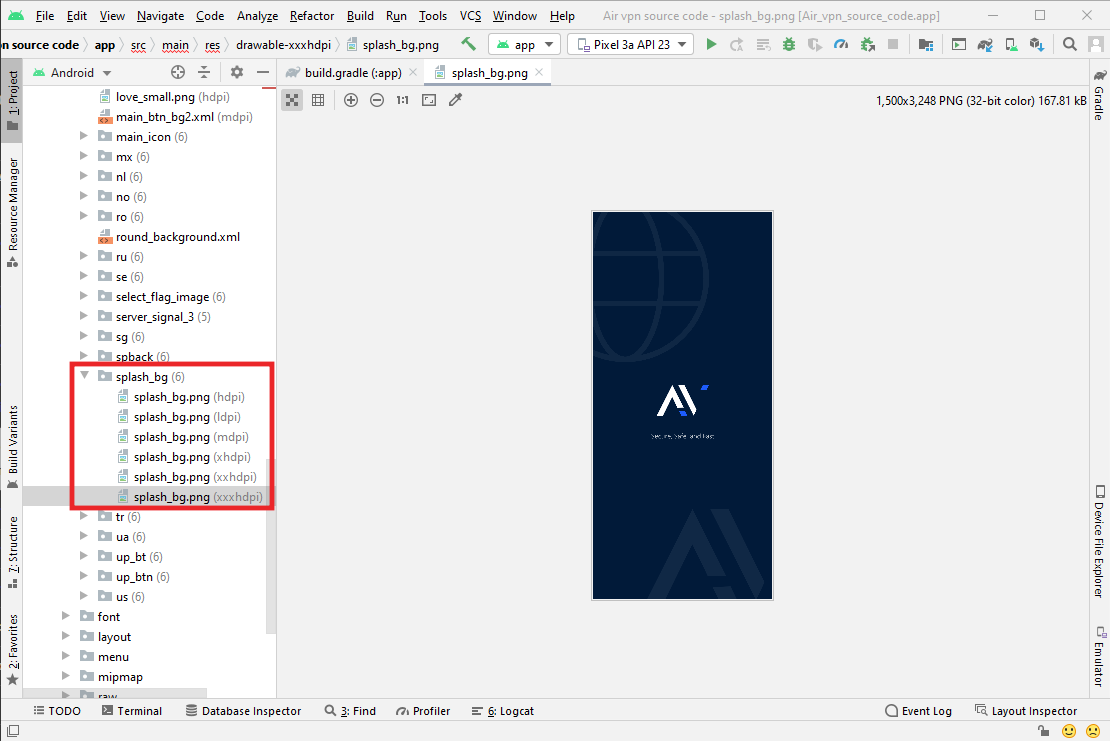 File Edit View Navigate Code Analyze Refactor Build Run Tools VCS Window Help Air vpn source code - splash_bg.png [Air_vpn_source_code.app]
n source code app src main res drawable-xxxhdpi splash_bg.png app Pixel 3a API 23
Android build.gradle (:app) splash_bg.png
1:1 1,500x3,248 PNG (32-bit color) 167.81 kB
1: Project
Resource Manager
Build Variants
7: Structure
2: Favorites
love_small.png (hdpi)
main_btn_bg2.xml (mdpi)
main_icon (6)
mx (6)
nl (6)
no (6)
ro (6)
round_background.xml
ru (6)
se (6)
select_flag_image (6)
server_signal_3 (5)
sg (6)
spback (6)
splash_bg (6)
splash_bg.png (hdpi)
splash_bg.png (ldpi)
splash_bg.png (mdpi)
splash_bg.png (xhdpi)
splash_bg.png (xxhdpi)
splash_bg.png (xxxhdpi)
tr (6)
ua (6)
up_bt (6)
up_btn (6)
us (6)
font
layout
menu
mipmap
raw
Secure, Safe and Fast
Gradle
Device File Explorer
Emulator
TODO Terminal Database Inspector 3: Find Profiler 6: Logcat Event Log Layout Inspector